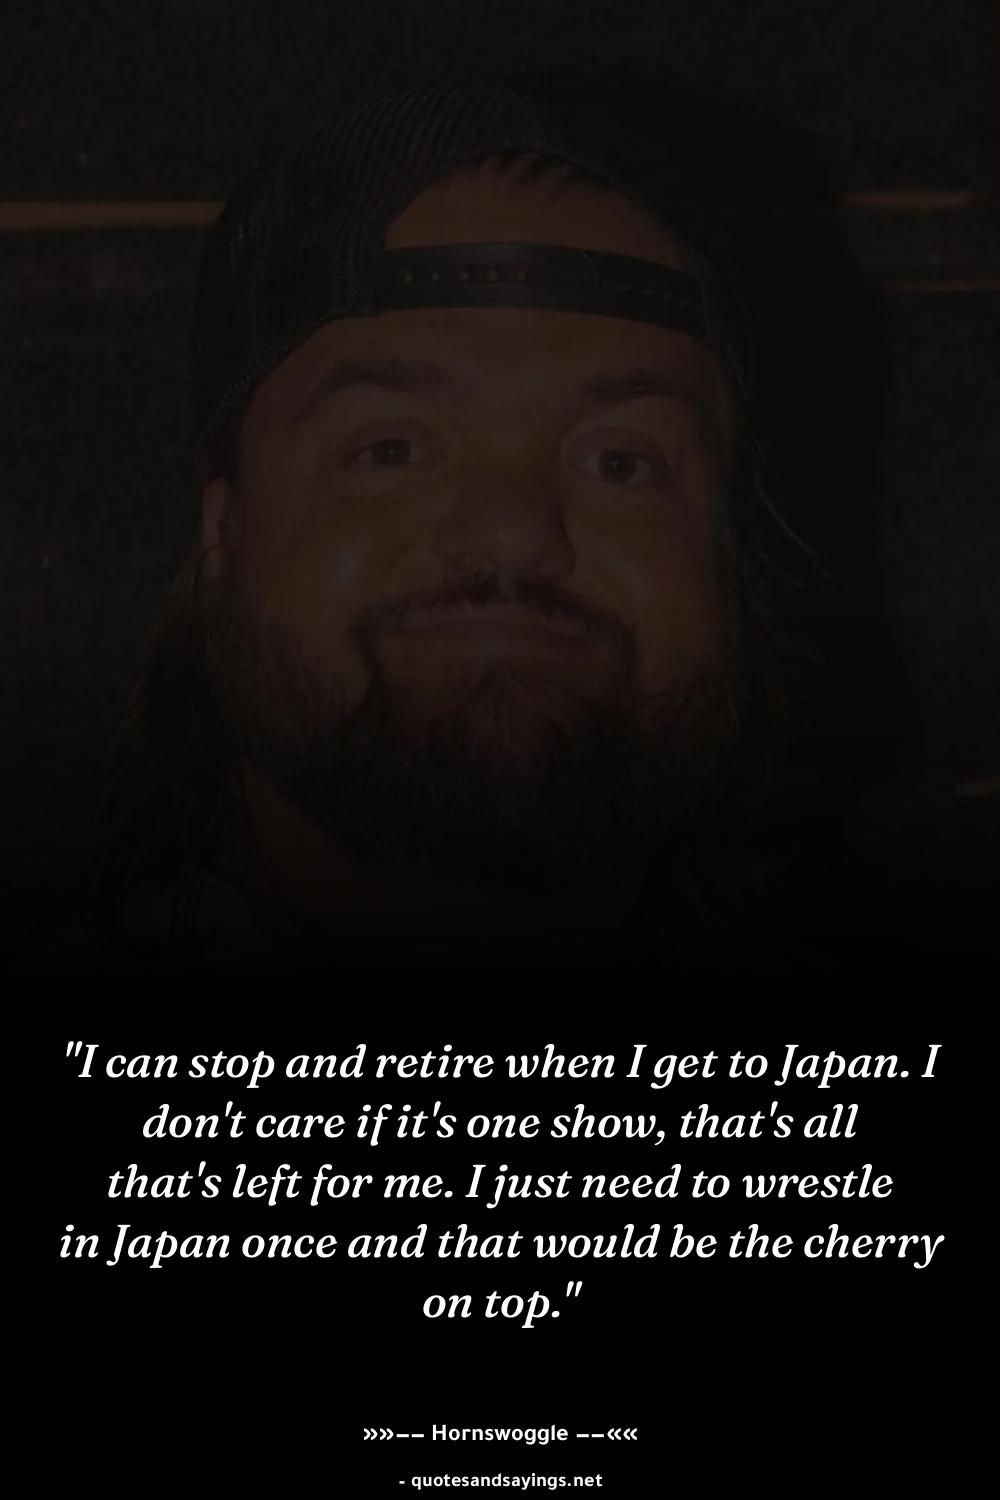 "I can stop and retire when I get to Japan. I
don't care if it's one show, that's all
that's left for me. I just need to wrestle
in Japan once and that would be the cherry
on top."
»»–– Hornswoggle ––««
- quotesandsayings.net